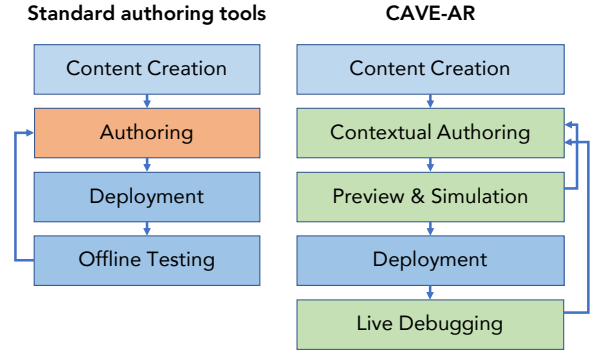 Standard authoring tools
Content Creation
Authoring
Deployment
Offline Testing
CAVE-AR
Content Creation
Contextual Authoring
Preview & Simulation
Deployment
Live Debugging